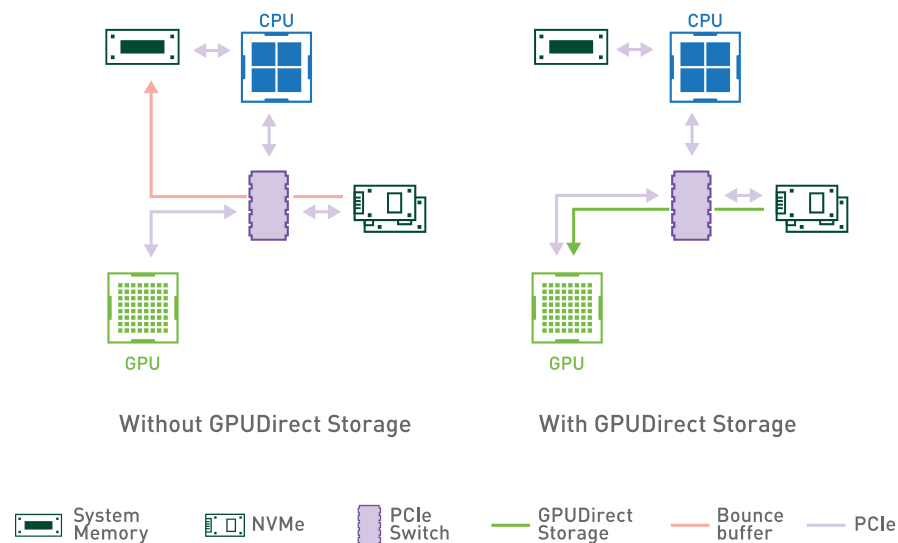 CPU
CPU
GPU
GPU
Without GPUDirect Storage
With GPUDirect Storage
System
Memory
NVMe
PCIe
Switch
GPUDirect
Storage
Bounce
buffer
PCIe